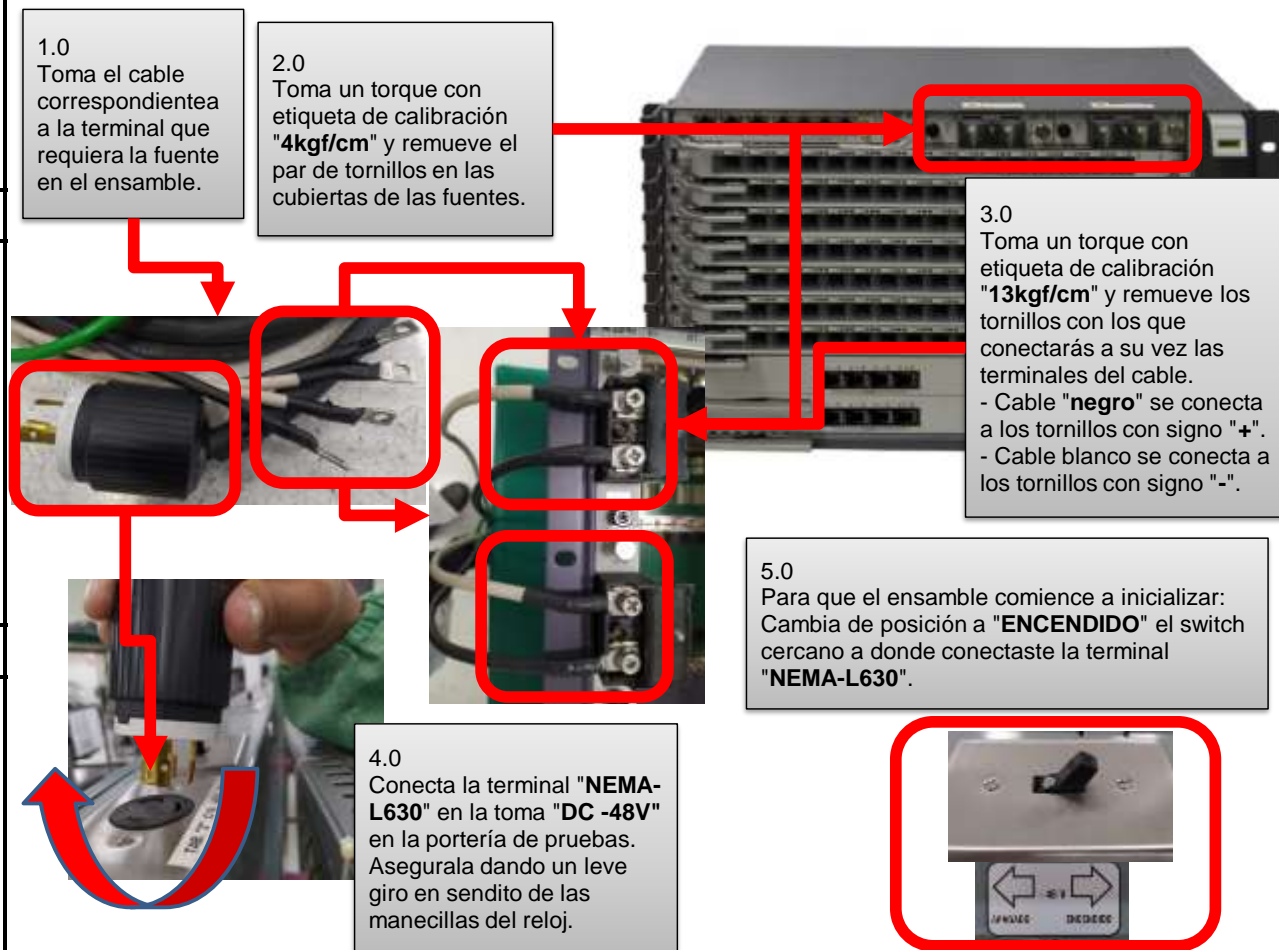 1.0
Toma el cable
correspondientea
a la terminal que
requiera la fuente
en el ensamble.
2.0
Toma un torque con
etiqueta de calibración
"4kgf/cm" y remueve el
par de tornillos en las
cubiertas de las fuentes.
3.0
Toma un torque con
etiqueta de calibración
"13kgf/cm" y remueve los
tornillos con los que
conectarás a su vez las
terminales del cable.
- Cable "negro" se conecta
a los tornillos con signo "+".
- Cable blanco se conecta a
los tornillos con signo "-".
4.0
Conecta la terminal "NEMA-
L630" en la toma "DC -48V"
en la portería de pruebas.
Asegurala dando un leve
giro en sendito de las
manecillas del reloj.
5.0
Para que el ensamble comience a inicializar:
Cambia de posición a "ENCENDIDO" el switch
cercano a donde conectaste la terminal
"NEMA-L630".
APAGADO ENCENDIDO